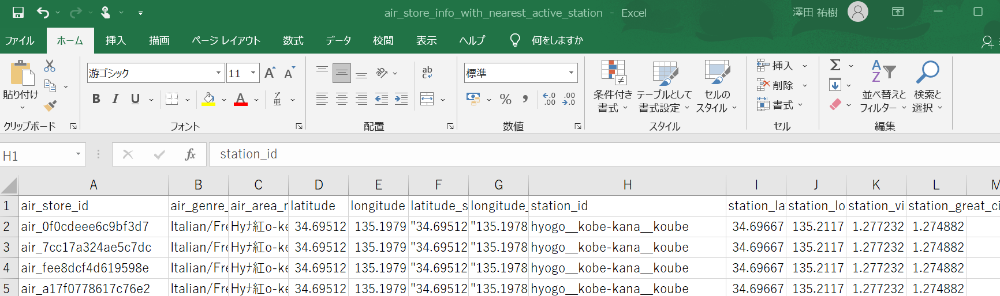 air_store_info_with_nearest_active_station - Excel 澤田 祐樹
ファイル ホーム 挿入 描画 ページ レイアウト 数式 データ 校閲 表示 ヘルプ 何をしますか
貼り付け
クリップボード
游ゴシック 11 A A
B I U A ア亜
フォント
ab
c
配置
標準
% , .0 .00 .00 .0
数値
条件付き書式
テーブルとして書式設定
セルのスタイル
スタイル
挿入
削除
書式
セル
Σ
A
Z
並べ替えとフィルター
検索と選択
編集
H1 fx station_id
A B C D E F G H I J K L M
1 air_store_id air_genre_ air_area_n latitude longitude latitude_s longitude_ station_id station_la station_lo station_vi station_great_ci
2 air_0f0cdeee6c9bf3d7 Italian/Fre Hyﾅ紅o-ke 34.69512 135.1979 "34.69512 "135.1978 hyogo__kobe-kana__koube 34.69667 135.2117 1.277232 1.274882
3 air_7cc17a324ae5c7dc Italian/Fre Hyﾅ紅o-ke 34.69512 135.1979 "34.69512 "135.1978 hyogo__kobe-kana__koube 34.69667 135.2117 1.277232 1.274882
4 air_fee8dcf4d619598e Italian/Fre Hyﾅ紅o-ke 34.69512 135.1979 "34.69512 "135.1978 hyogo__kobe-kana__koube 34.69667 135.2117 1.277232 1.274882
5 air_a17f0778617c76e2 Italian/Fre Hyﾅ紅o-ke 34.69512 135.1979 "34.69512 "135.1978 hyogo__kobe-kana__koube 34.69667 135.2117 1.277232 1.274882